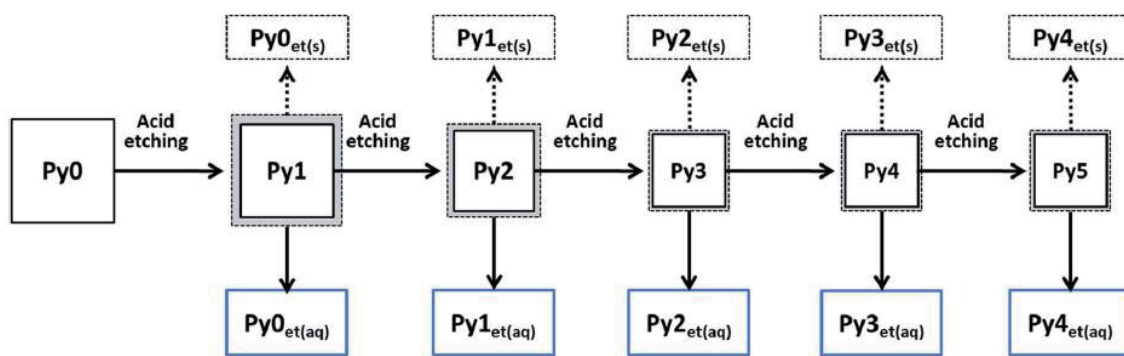 Py0et(s) Py1et(s) Py2et(s) Py3et(s) Py4et(s)
Acid etching Acid etching Acid etching Acid etching Acid etching
Py0 Py1 Py2 Py3 Py4 Py5
Py0et(aq) Py1et(aq) Py2et(aq) Py3et(aq) Py4et(aq)